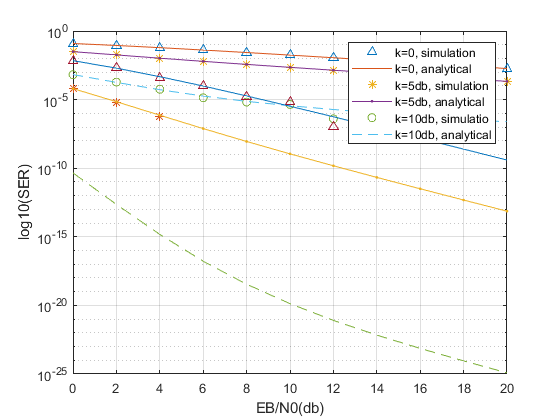 10^0
10^-5
10^-10
10^-15
10^-20
10^-25
log10(SER)
k=0, simulation
k=0, analytical
k=5db, simulation
k=5db, analytical
k=10db, simulatio
k=10db, analytical
0 2 4 6 8 10 12 14 16 18 20
EB/N0(db)